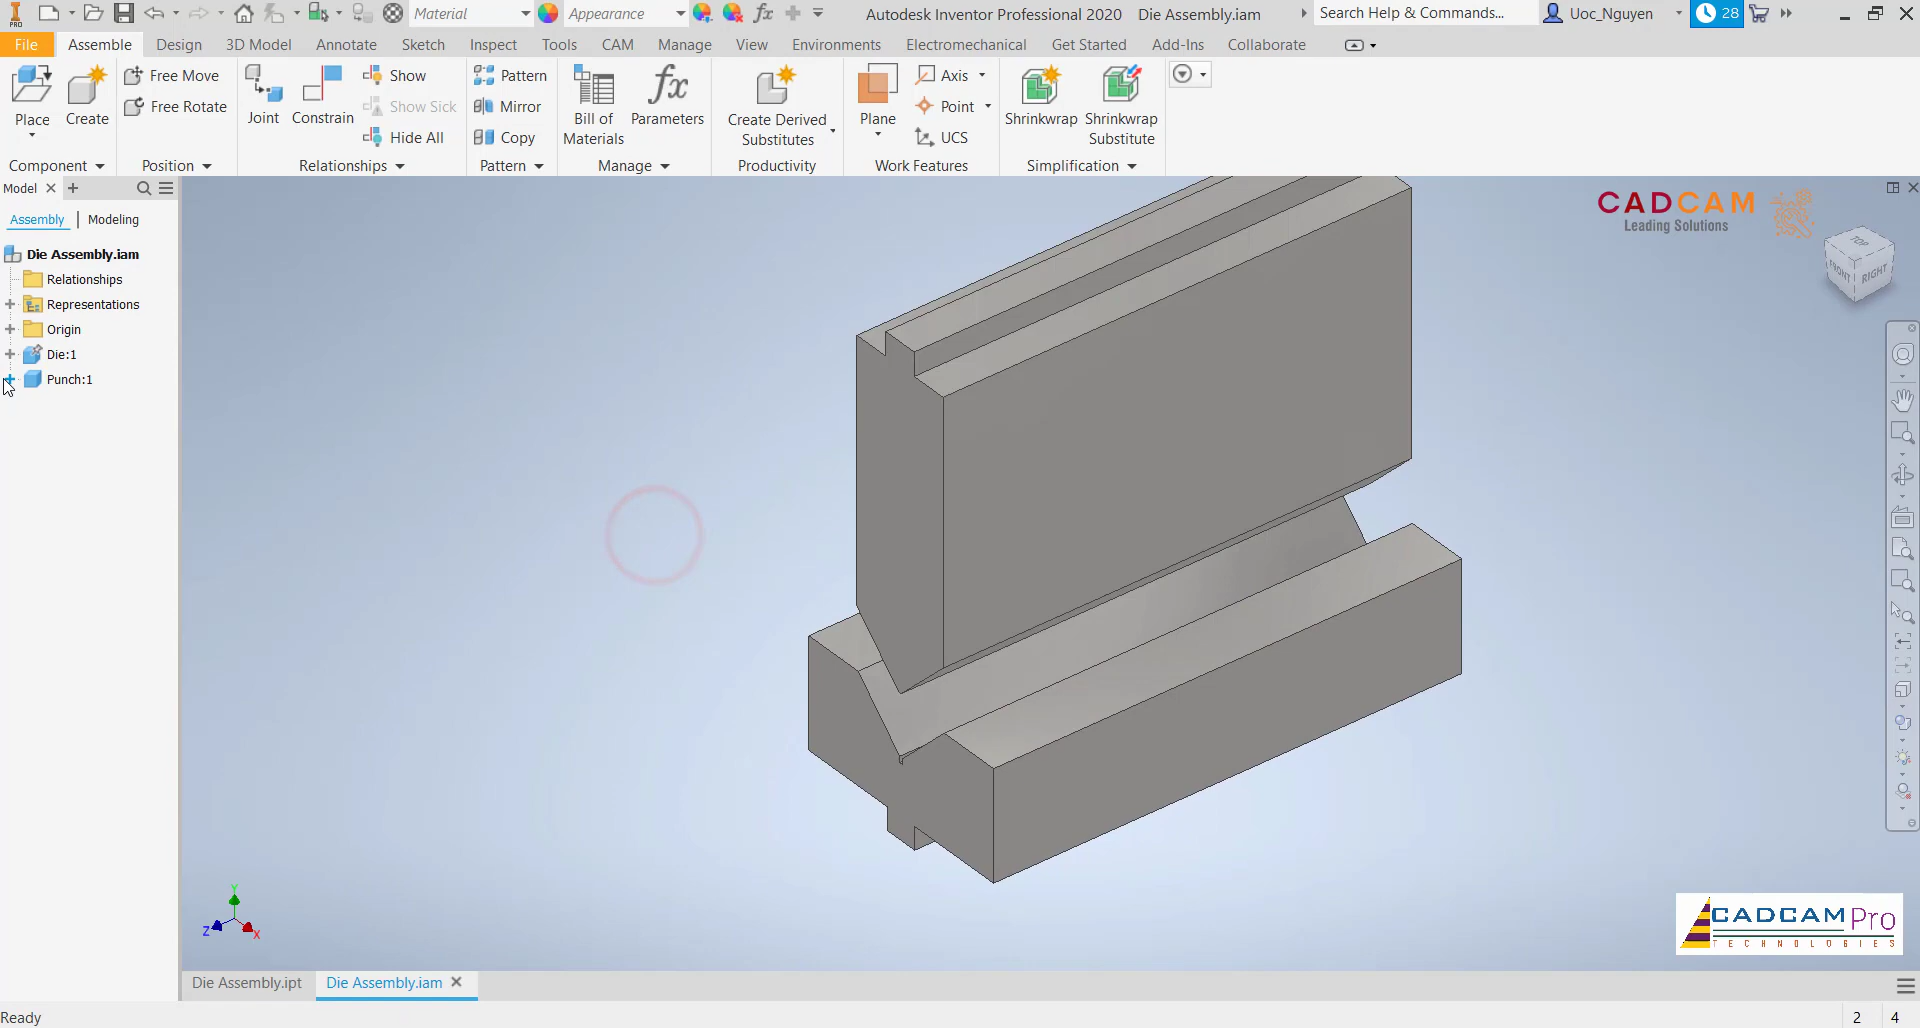 Material
Appearance
Autodesk Inventor Professional 2020 Die Assembly.iam
Search Help & Commands...
Uoc_Nguyen
28
PRO
File
Assemble
Design
3D Model
Annotate
Sketch
Inspect
Tools
CAM
Manage
View
Environments
Electromechanical
Get Started
Add-Ins
Collaborate
Place
Create
Free Move
Free Rotate
Joint
Constrain
Show
Show Sick
Hide All
Pattern
Mirror
Copy
Bill of
Materials
fx
Parameters
Create Derived
Substitutes
Plane
Axis
Point
UCS
Shrinkwrap
Shrinkwrap
Substitute
Component
Position
Relationships
Pattern
Manage
Productivity
Work Features
Simplification
Model
Assembly | Modeling
Die Assembly.iam
Relationships
Representations
Origin
Die:1
Punch:1
CADCAM
Leading Solutions
TOP
FRONT
RIGHT
Y
Z
X
CADCAM Pro
TECHNOLOGIES
Die Assembly.ipt
Die Assembly.iam
Ready
2 4